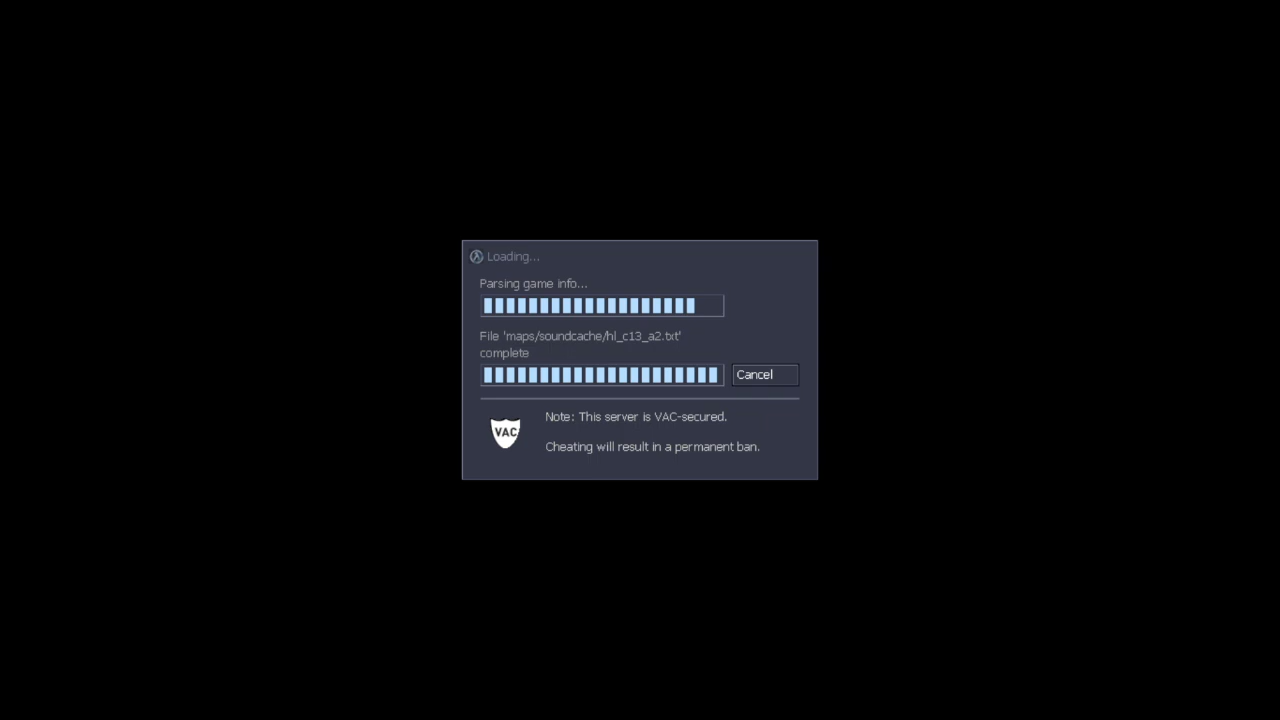 Loading...
Parsing game info...
File 'maps/soundcache/hl_c13_a2.txt'
complete
Cancel
Note: This server is VAC-secured.
VAC
Cheating will result in a permanent ban.